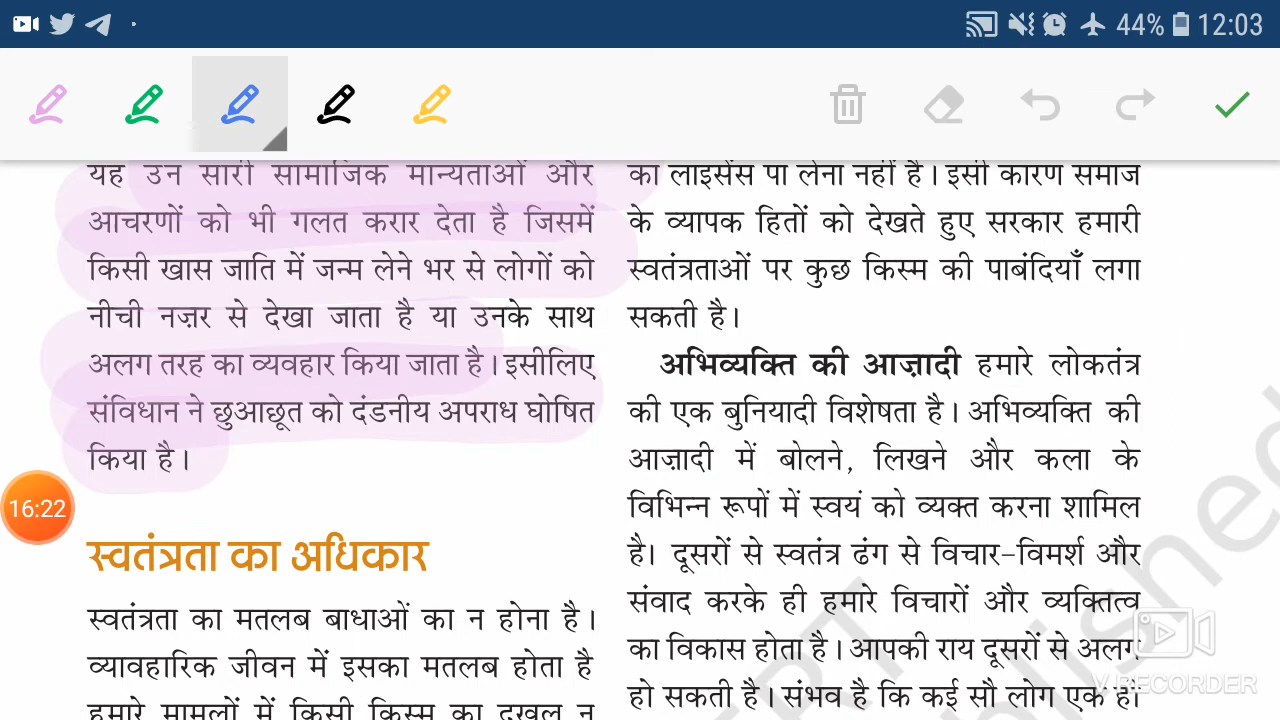 44% 12:03
यह उन सारी सामाजिक मान्यताओं और
आचरणों को भी गलत करार देता है जिसमें
किसी खास जाति में जन्म लेने भर से लोगों को
नीची नज़र से देखा जाता है या उनके साथ
अलग तरह का व्यवहार किया जाता है। इसीलिए
संविधान ने छुआछूत को दंडनीय अपराध घोषित
किया है।
16:22
स्वतंत्रता का अधिकार
स्वतंत्रता का मतलब बाधाओं का न होना है।
व्यावहारिक जीवन में इसका मतलब होता है
हमारे मामलों में किसी किस्म का दखल न
का लाइसेंस पा लेना नहीं है। इसी कारण समाज
के व्यापक हितों को देखते हुए सरकार हमारी
स्वतंत्रताओं पर कुछ किस्म की पाबंदियाँ लगा
सकती है।
अभिव्यक्ति की आज़ादी हमारे लोकतंत्र
की एक बुनियादी विशेषता है। अभिव्यक्ति की
आज़ादी में बोलने, लिखने और कला के
विभिन्न रूपों में स्वयं को व्यक्त करना शामिल
है। दूसरों से स्वतंत्र ढंग से विचार-विमर्श और
संवाद करके ही हमारे विचारों और व्यक्तित्व
का विकास होता है। आपकी राय दूसरों से अलग
हो सकती है। संभव है कि कई सौ लोग एक ही
V RECORDER